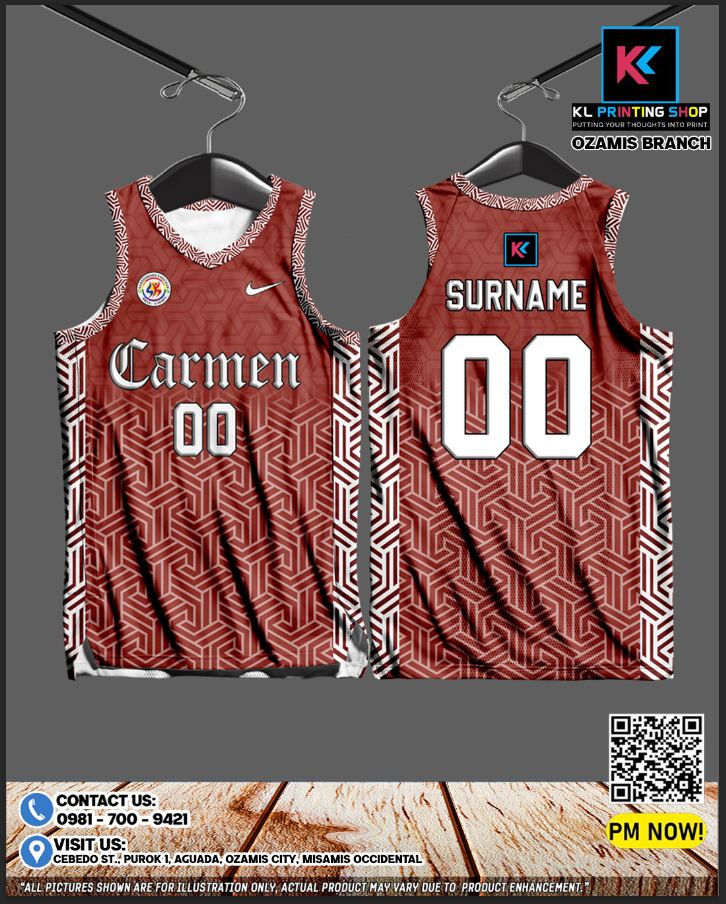 KL PRINTING SHOP
PUTTING YOUR THOUGHTS INTO PRINT
OZAMIS BRANCH
SURNAME
00
Carmen
00
PM NOW!
CONTACT US:
0981 - 700 - 9421
VISIT US:
CEBEDO ST., PUROK 1, AGUADA, OZAMIS CITY, MISAMIS OCCIDENTAL
"ALL PICTURES SHOWN ARE FOR ILLUSTRATION ONLY, ACTUAL PRODUCT MAY VARY DUE TO PRODUCT ENHANCEMENT."